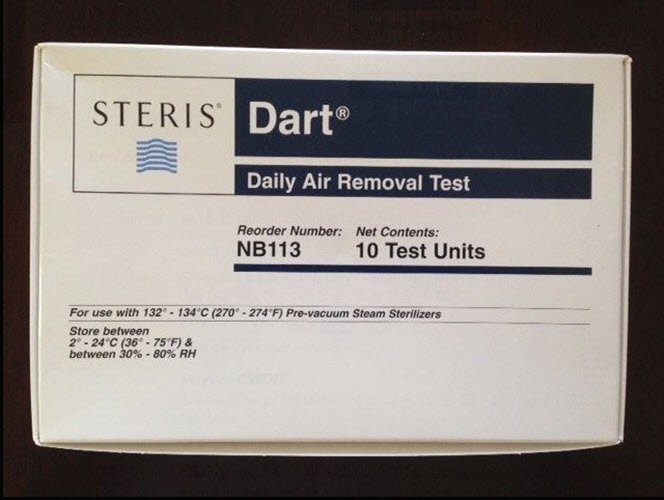 STERIS®
Dart®
Daily Air Removal Test
Reorder Number: Net Contents:
NB113 10 Test Units
For use with 132° - 134°C (270° - 274°F) Pre-vacuum Steam Sterilizers
Store between
2° - 24°C (36° - 75°F) &
between 30% - 80% RH